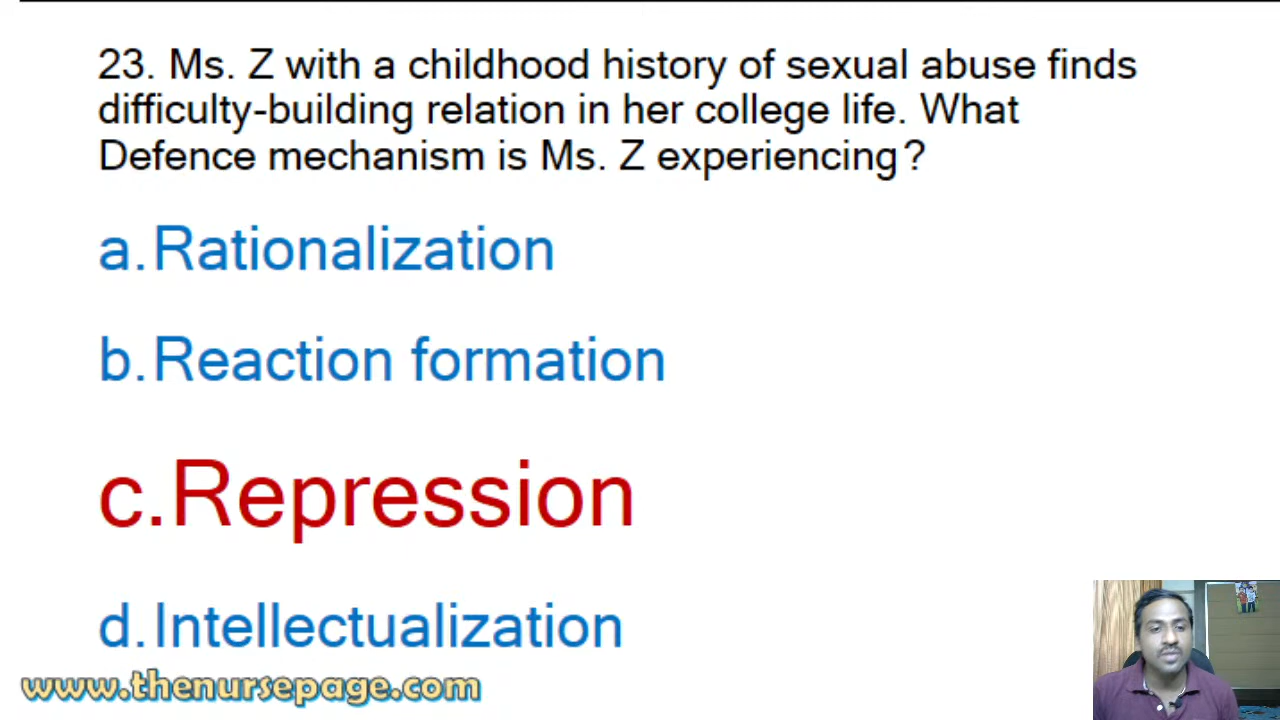 23. Ms. Z with a childhood history of sexual abuse finds
difficulty-building relation in her college life. What
Defence mechanism is Ms. Z experiencing?
a. Rationalization
b. Reaction formation
c. Repression
d. Intellectualization
www.thenursepage.com